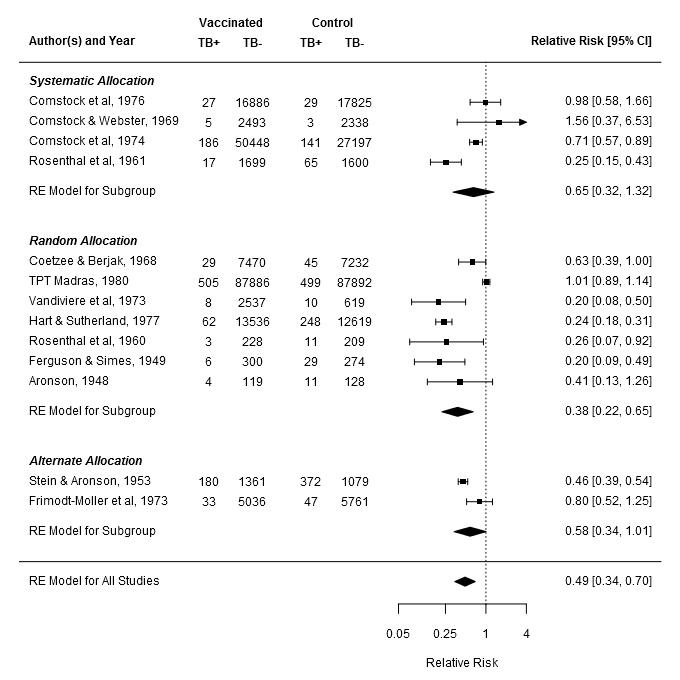 Vaccinated Control
Author(s) and Year TB+ TB- TB+ TB- Relative Risk [95% CI]
Systematic Allocation
Comstock et al, 1976 27 16886 29 17825 0.98 [0.58, 1.66]
Comstock & Webster, 1969 5 2493 3 2338 1.56 [0.37, 6.53]
Comstock et al, 1974 186 50448 141 27197 0.71 [0.57, 0.89]
Rosenthal et al, 1961 17 1699 65 1600 0.25 [0.15, 0.43]
RE Model for Subgroup 0.65 [0.32, 1.32]
Random Allocation
Coetzee & Berjak, 1968 29 7470 45 7232 0.63 [0.39, 1.00]
TPT Madras, 1980 505 87886 499 87892 1.01 [0.89, 1.14]
Vandiviere et al, 1973 8 2537 10 619 0.20 [0.08, 0.50]
Hart & Sutherland, 1977 62 13536 248 12619 0.24 [0.18, 0.31]
Rosenthal et al, 1960 3 228 11 209 0.26 [0.07, 0.92]
Ferguson & Simes, 1949 6 300 29 274 0.20 [0.09, 0.49]
Aronson, 1948 4 119 11 128 0.41 [0.13, 1.26]
RE Model for Subgroup 0.38 [0.22, 0.65]
Alternate Allocation
Stein & Aronson, 1953 180 1361 372 1079 0.46 [0.39, 0.54]
Frimodt-Moller et al, 1973 33 5036 47 5761 0.80 [0.52, 1.25]
RE Model for Subgroup 0.58 [0.34, 1.01]
RE Model for All Studies 0.49 [0.34, 0.70]
0.05 0.25 1 4
Relative Risk